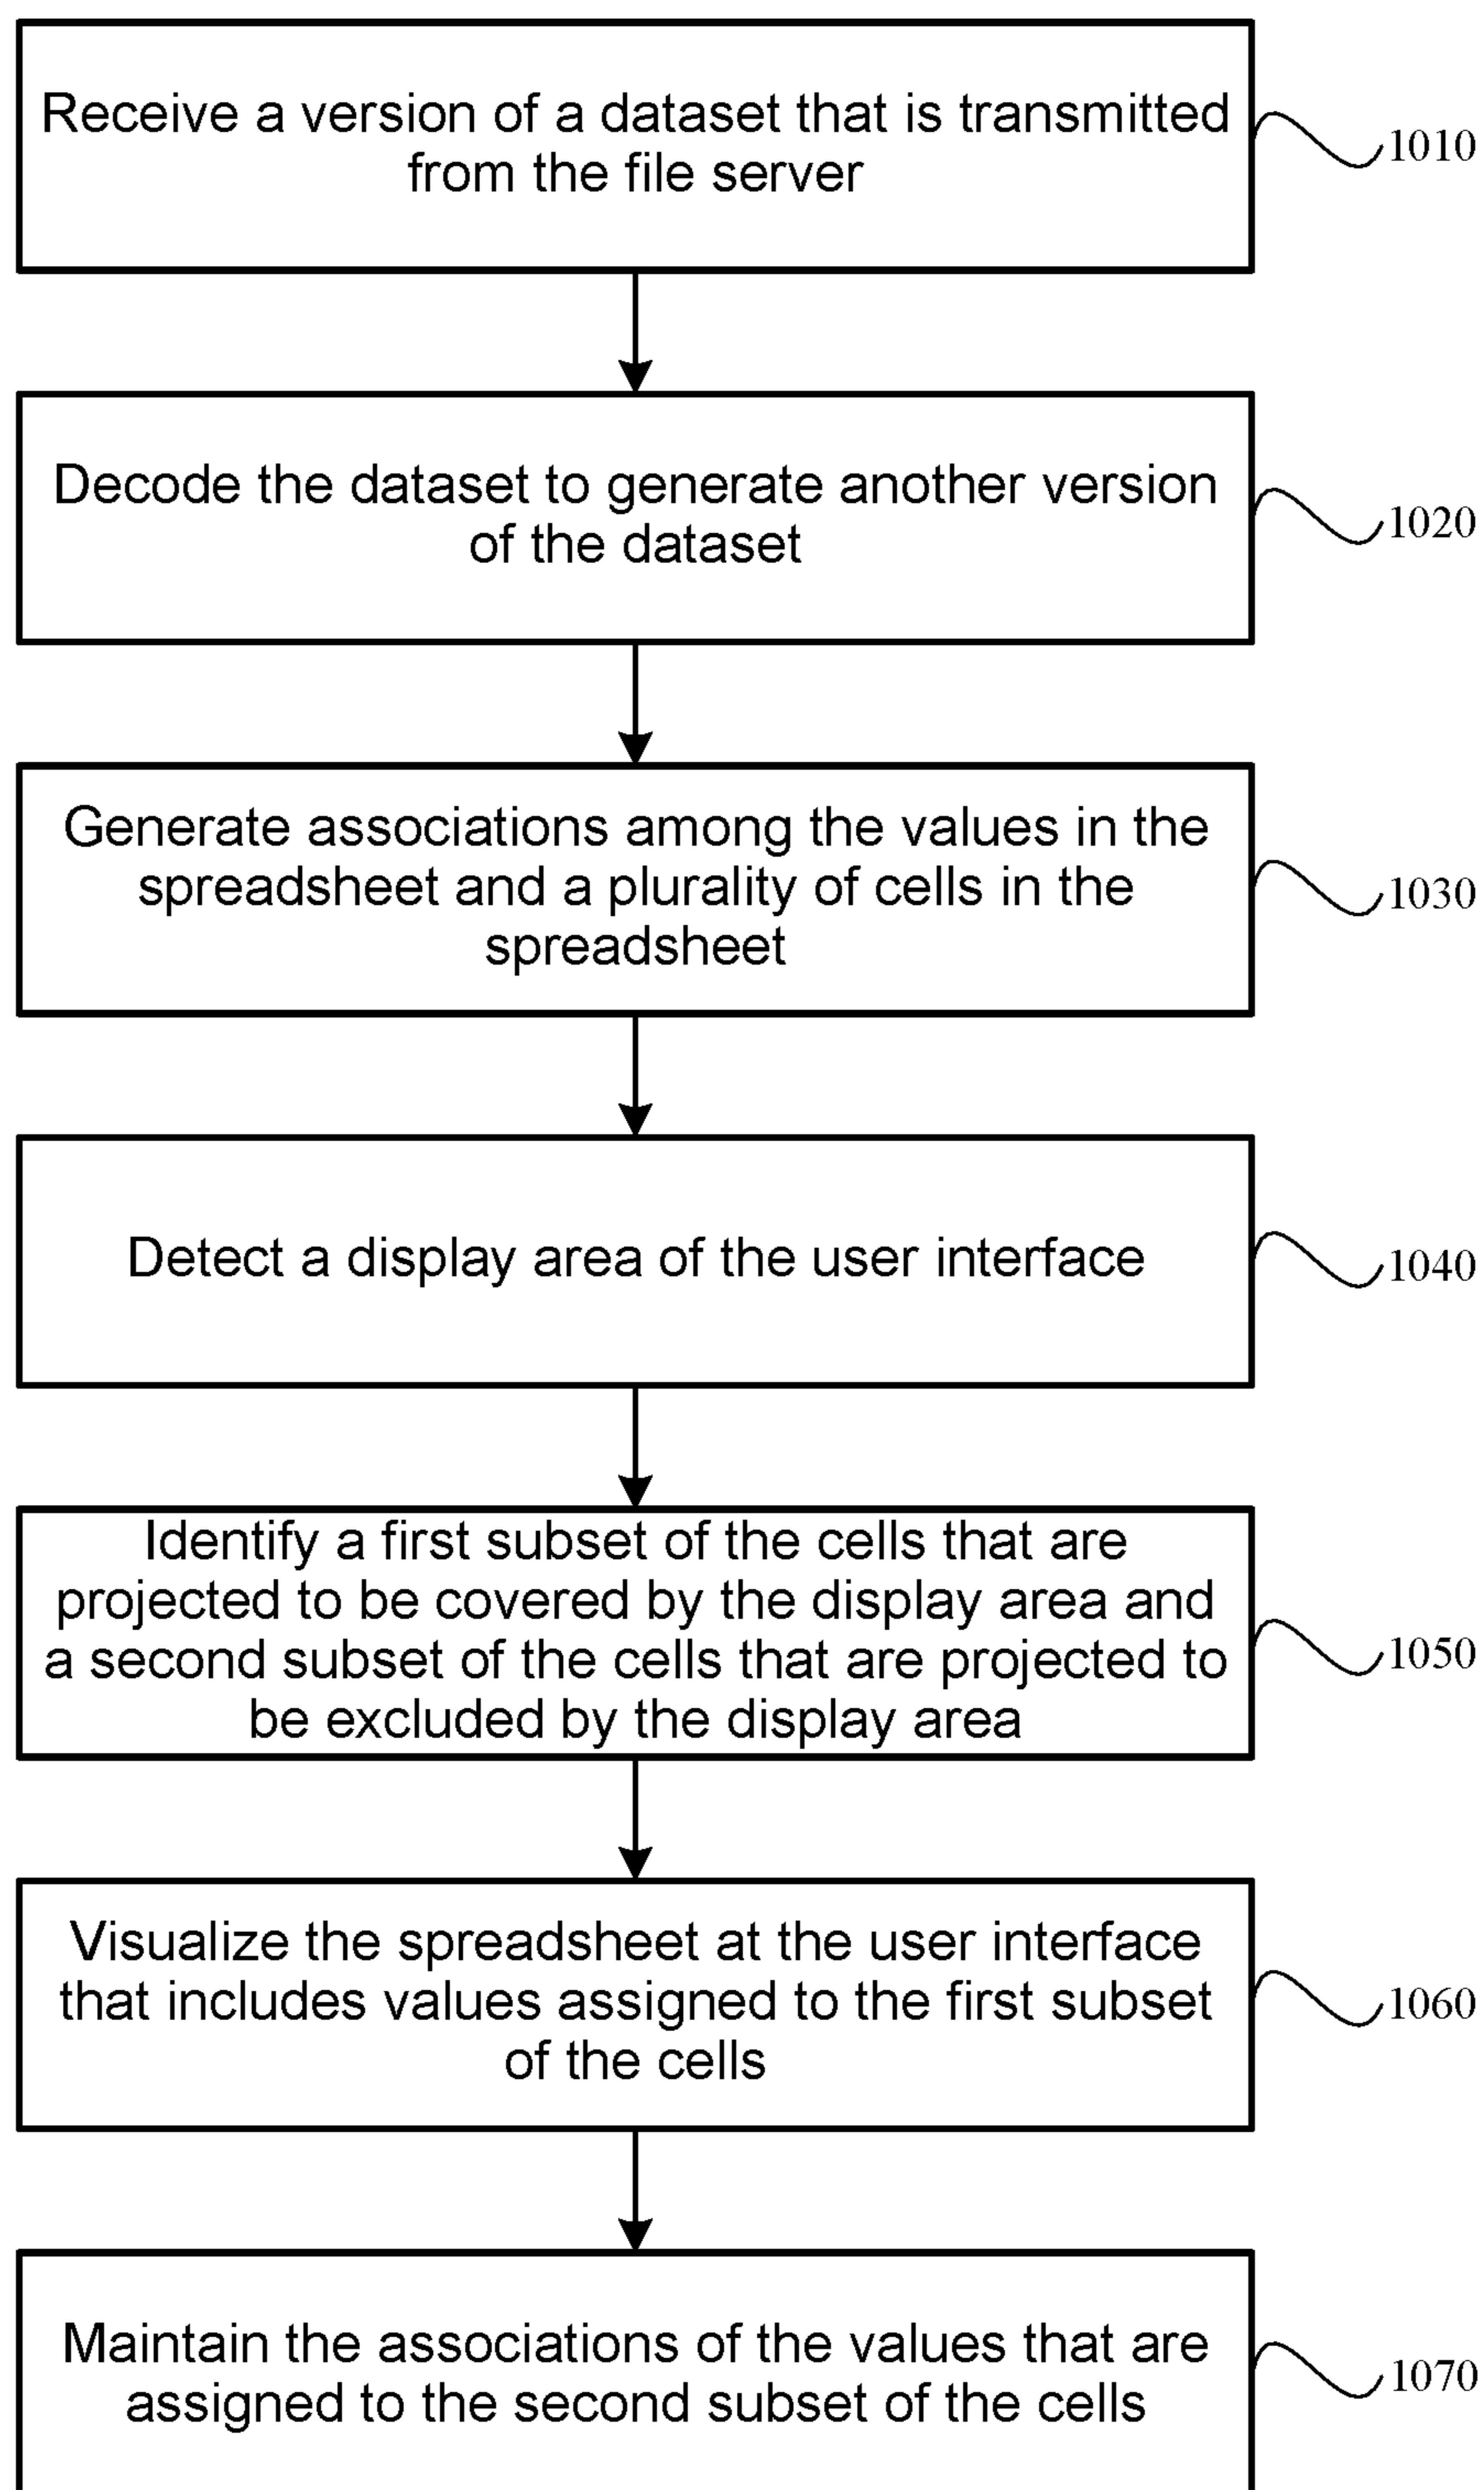 Receive a version of a dataset that is transmitted
from the file server
1010
Decode the dataset to generate another version
of the dataset
1020
Generate associations among the values in the
spreadsheet and a plurality of cells in the
spreadsheet
1030
Detect a display area of the user interface
1040
Identify a first subset of the cells that are
projected to be covered by the display area and
a second subset of the cells that are projected to
be excluded by the display area
1050
Visualize the spreadsheet at the user interface
that includes values assigned to the first subset
of the cells
1060
Maintain the associations of the values that are
assigned to the second subset of the cells
1070